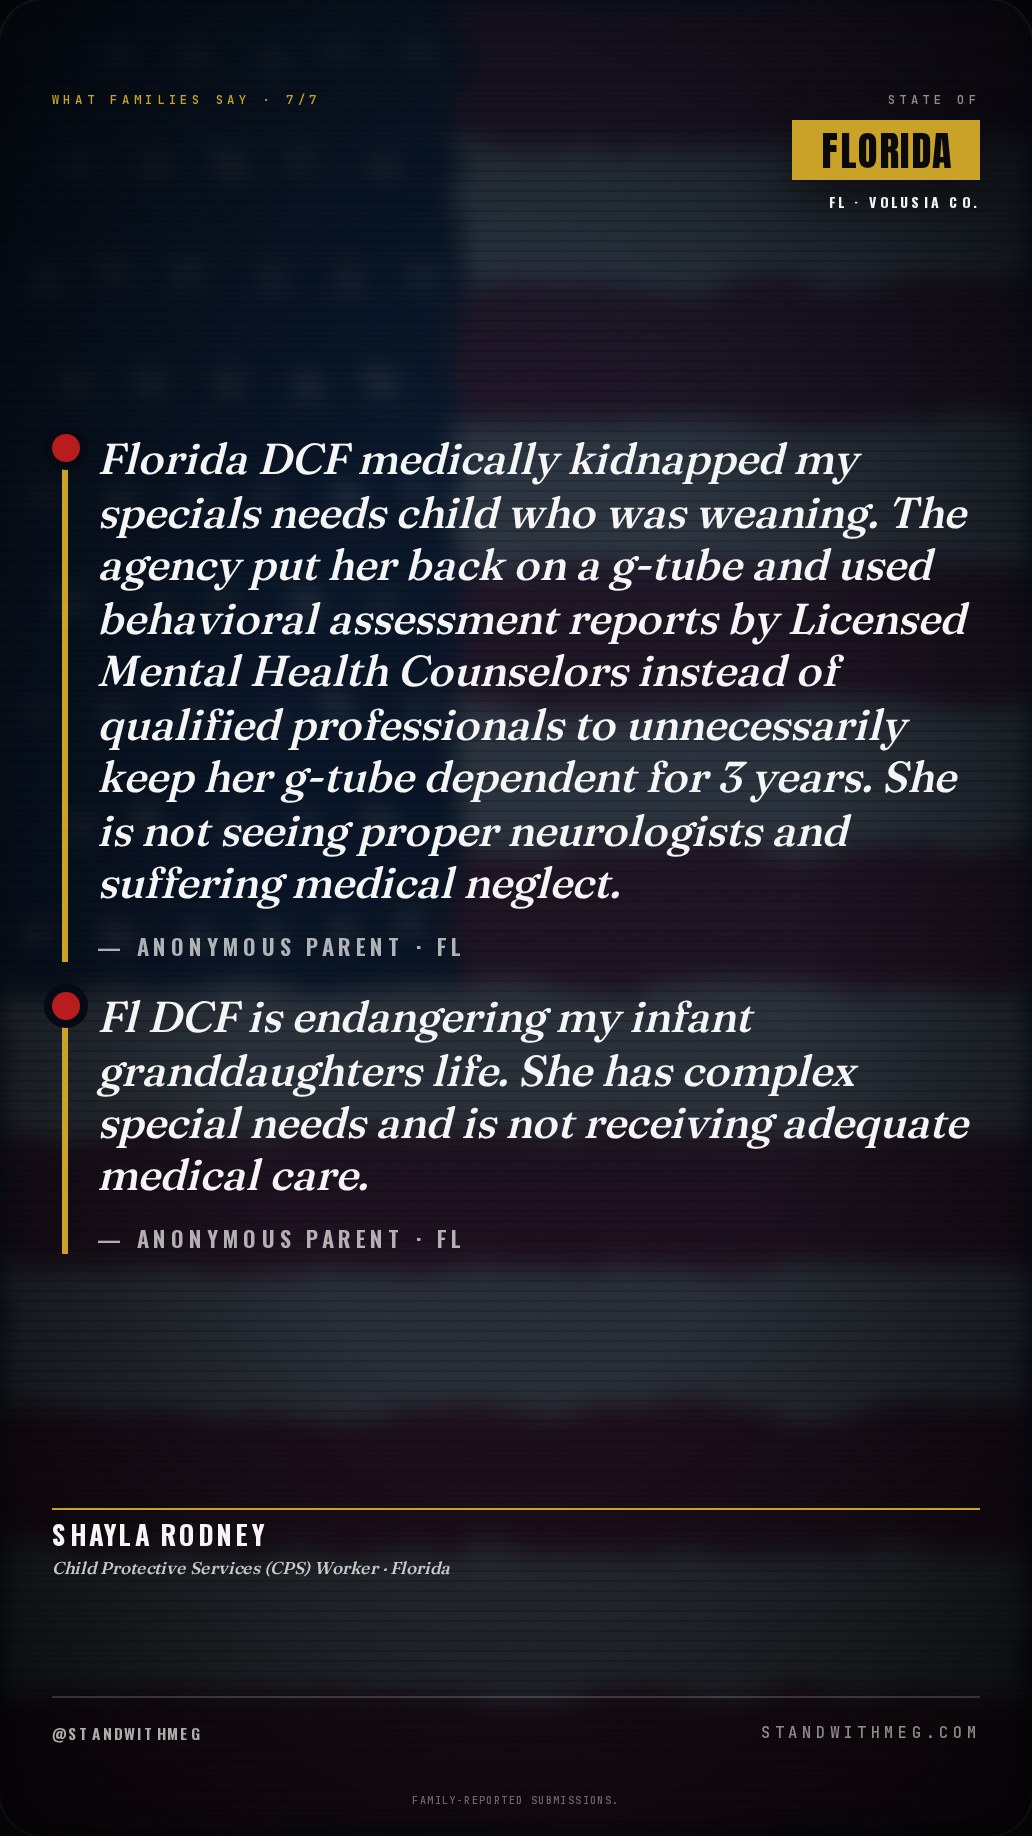 WHAT FAMILIES SAY · 7/7
STATE OF
FLORIDA
FL · VOLUSIA CO.
Florida DCF medically kidnapped my
specials needs child who was weaning. The
agency put her back on a g-tube and used
behavioral assessment reports by Licensed
Mental Health Counselors instead of
qualified professionals to unnecessarily
keep her g-tube dependent for 3 years. She
is not seeing proper neurologists and
suffering medical neglect.
— ANONYMOUS PARENT · FL
Fl DCF is endangering my infant
granddaughters life. She has complex
special needs and is not receiving adequate
medical care.
— ANONYMOUS PARENT · FL
SHAYLA RODNEY
Child Protective Services (CPS) Worker · Florida
@STANDWITHMEG
STANDWITHMEG.COM
FAMILY-REPORTED SUBMISSIONS.